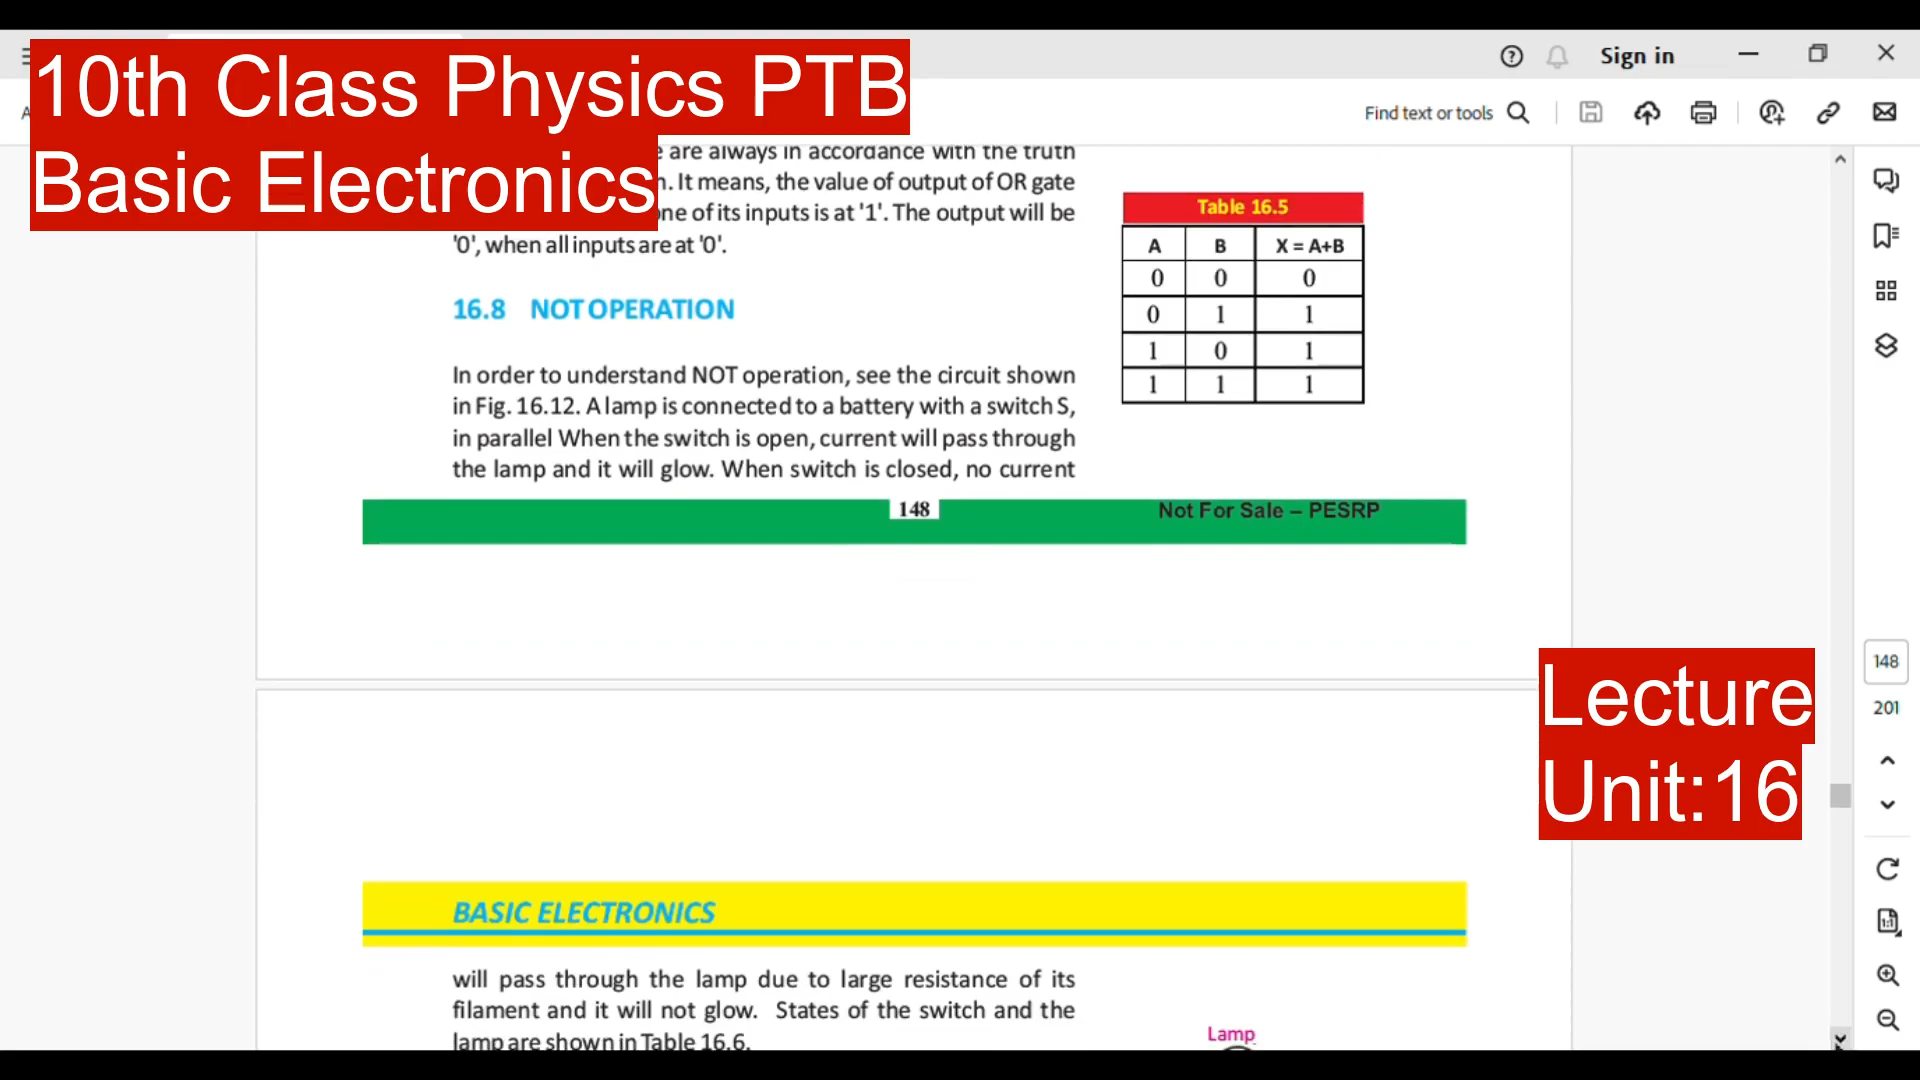 10th Class Physics PTB
Basic Electronics
Sign in
Find text or tools
are always in accordance with the truth
It means, the value of output of OR gate
one of its inputs is at '1'. The output will be
'0', when all inputs are at '0'.
16.8 NOT OPERATION
In order to understand NOT operation, see the circuit shown
in Fig. 16.12. A lamp is connected to a battery with a switch S,
in parallel When the switch is open, current will pass through
the lamp and it will glow. When switch is closed, no current
Table 16.5
A B X = A+B
0 0 0
0 1 1
1 0 1
1 1 1
148
Not For Sale – PESRP
Lecture
Unit:16
148
201
BASIC ELECTRONICS
will pass through the lamp due to large resistance of its
filament and it will not glow. States of the switch and the
lamp are shown in Table 16.6.
Lamp